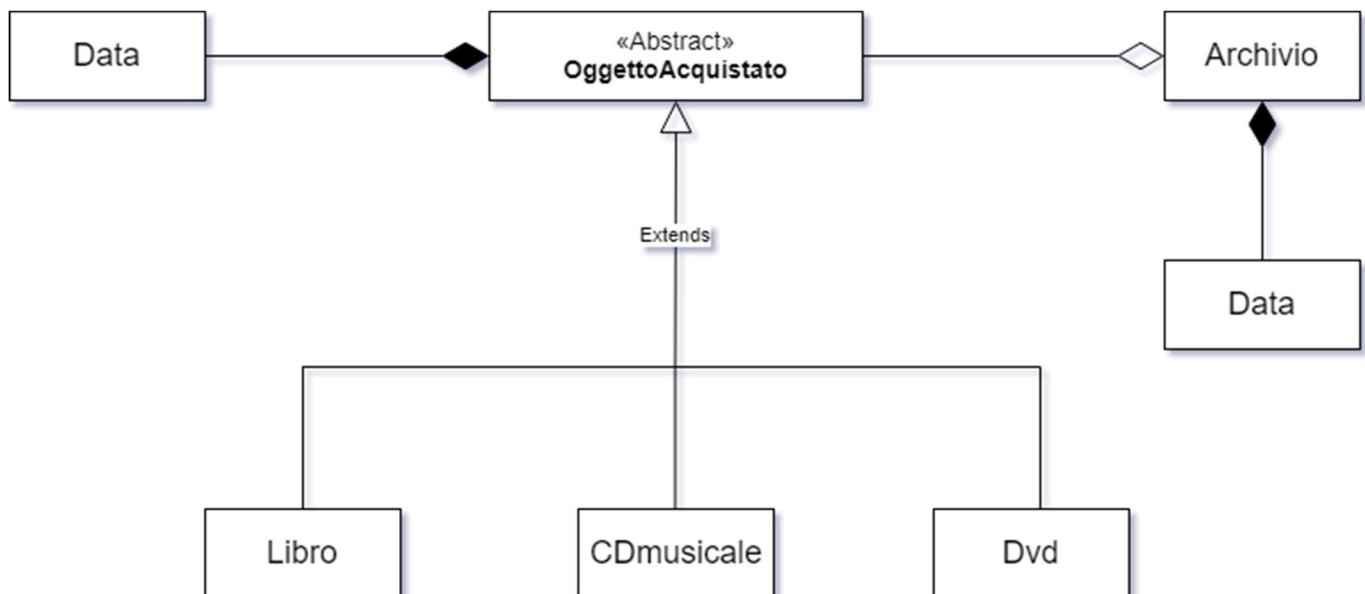 Data
«Abstract»
OggettoAcquistato
Archivio
Extends
Data
Libro
CDmusicale
Dvd